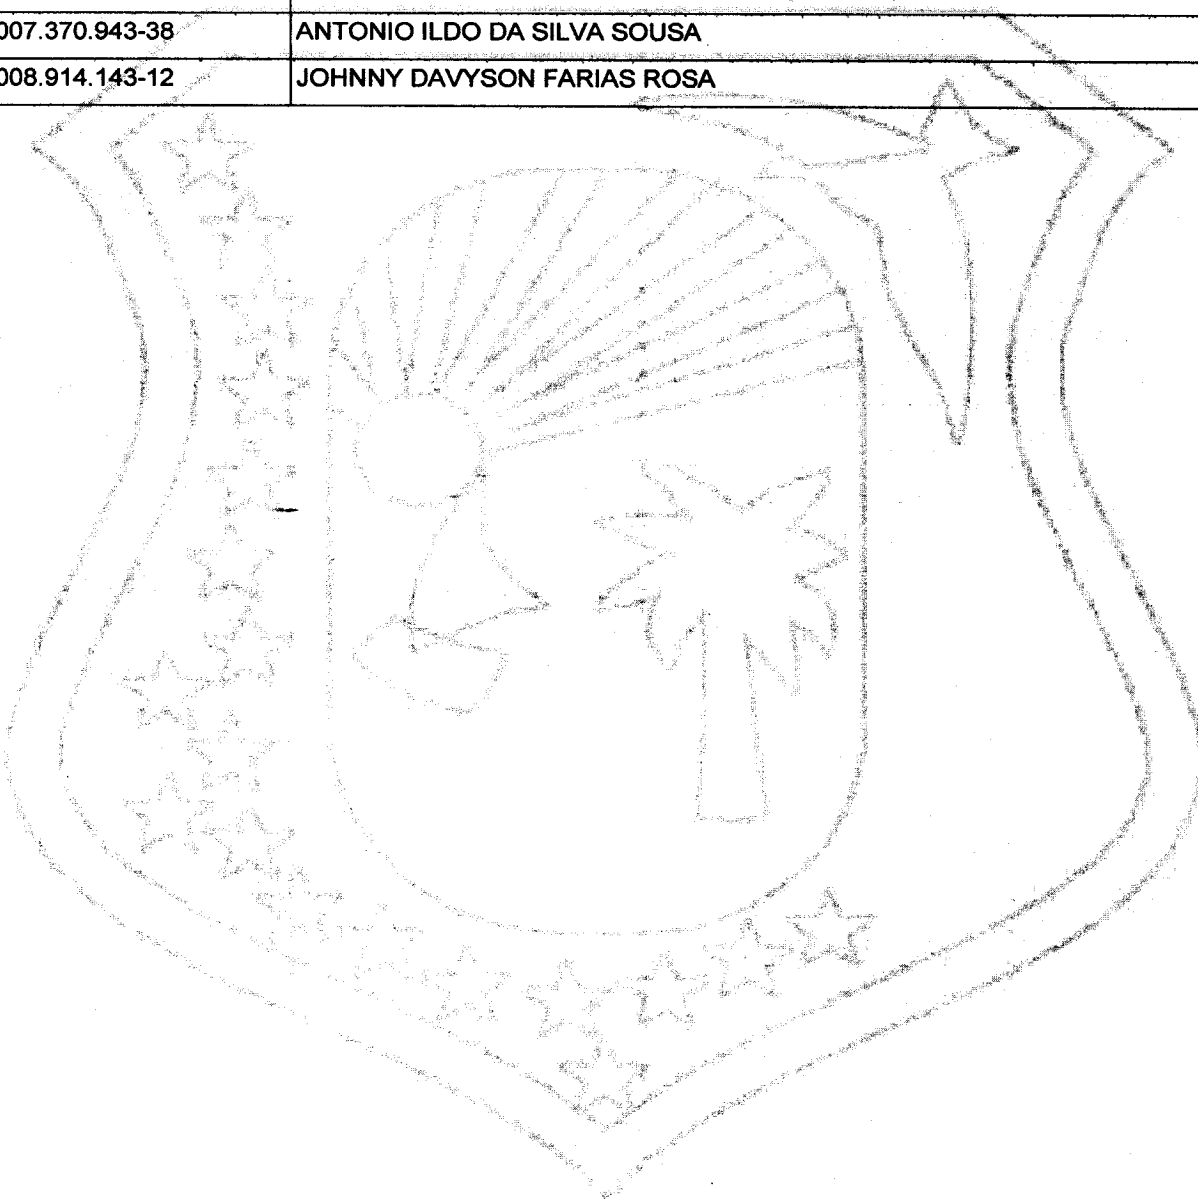 007.370.943-38 ANTONIO ILDO DA SILVA SOUSA
008.914.143-12 JOHNNY DAVYSON FARIAS ROSA